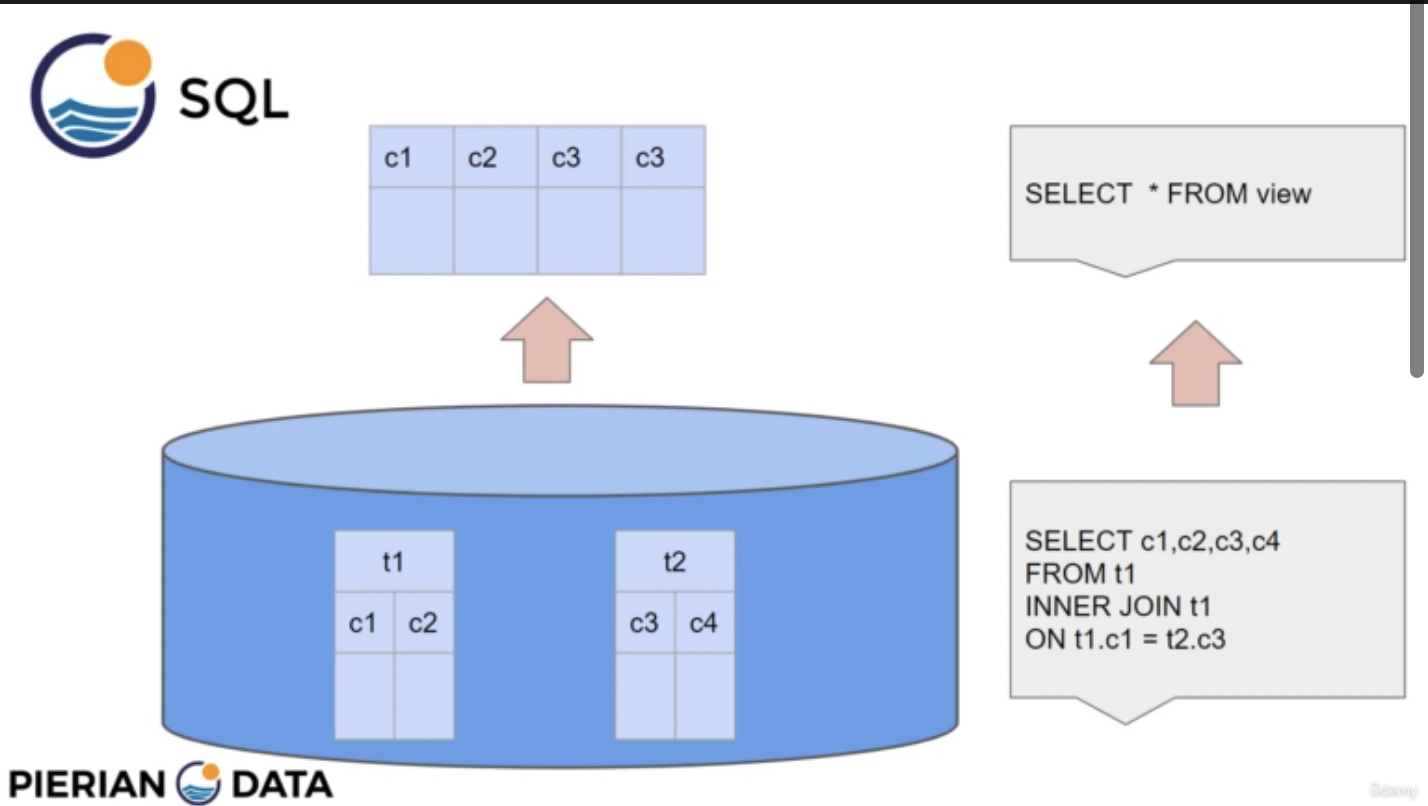 SQL
c1 c2 c3 c3
SELECT * FROM view
t1
c1 c2
t2
c3 c4
SELECT c1,c2,c3,c4
FROM t1
INNER JOIN t1
ON t1.c1 = t2.c3
PIERIAN DATA
Udemy